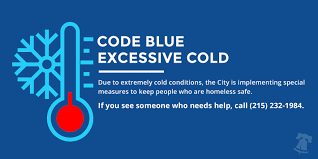 CODE BLUE
EXCESSIVE COLD
Due to extremely cold conditions, the City is implementing special
measures to keep people who are homeless safe.
If you see someone who needs help, call (215) 232-1984.